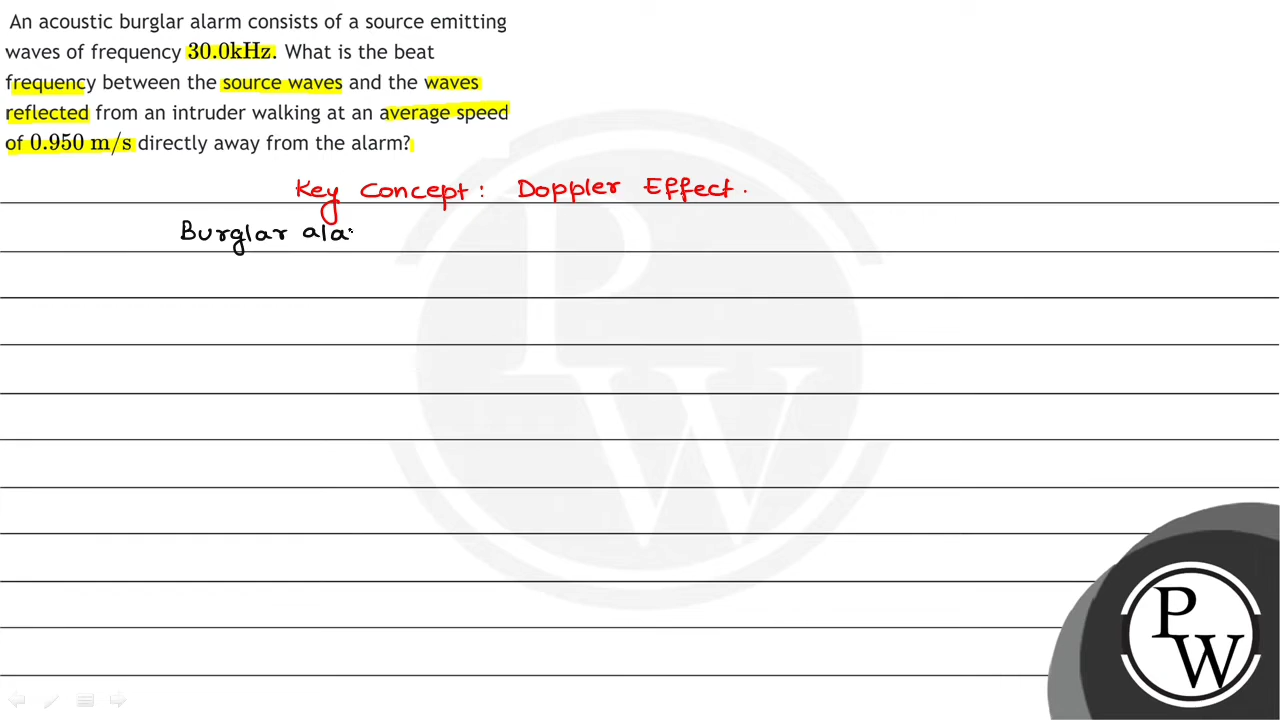 An acoustic burglar alarm consists of a source emitting
waves of frequency 30.0kHz. What is the beat
frequency between the source waves and the waves
reflected from an intruder walking at an average speed
of 0.950 m/s directly away from the alarm?
Key Concept: Doppler Effect.
Burglar ala
P
W
P
W